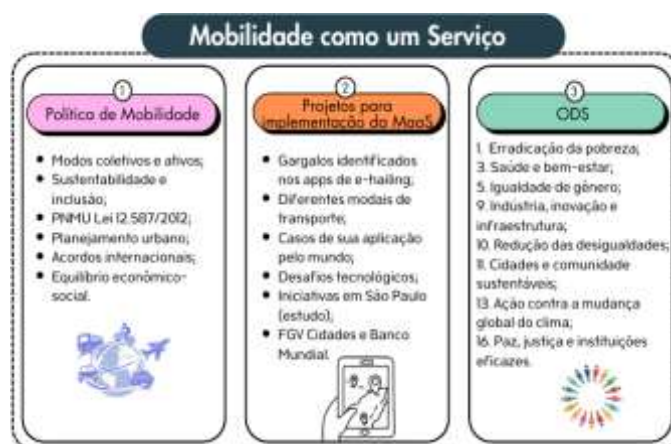 Mobilidade como um Serviço
1
Política de Mobilidade
• Modos coletivos e ativos;
• Sustentabilidade e
inclusão;
• PNMU Lei 12.587/2012;
• Planejamento urbano;
• Acordos internacionais;
• Equilíbrio econômico-
social.
2
Projetos para
implementação do MaaS
• Gargalos identificados
nos apps de e-hailing;
• Diferentes modais de
transporte;
• Casos de sua aplicação
pelo mundo;
• Desafios tecnológicos;
• Iniciativas em São Paulo
(estudo);
• FGV Cidades e Banco
Mundial.
3
ODS
1. Erradicação da pobreza;
3. Saúde e bem-estar;
5. Igualdade de gênero;
9. Indústria, inovação e
infraestrutura;
10. Redução das desigualdades;
11. Cidades e comunidade
sustentáveis;
13. Ação contra a mudança
global do clima;
16. Paz, justiça e instituições
eficazes.